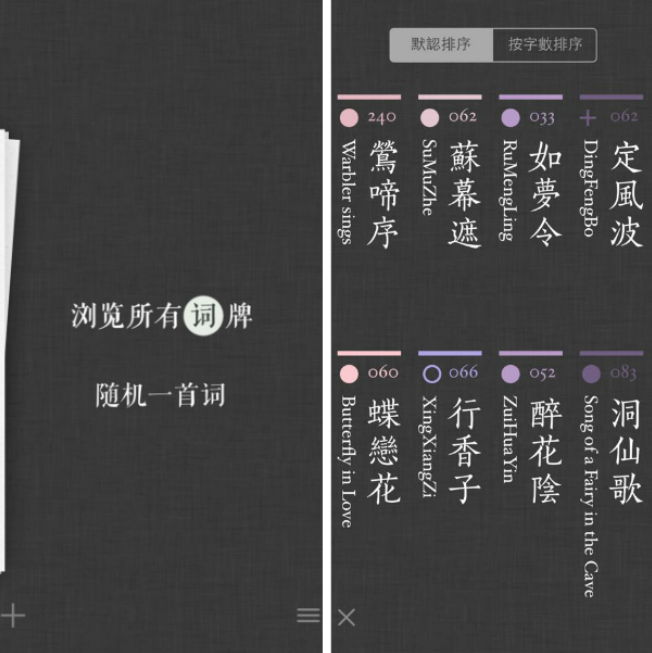 浏览所有词牌
随机一首词
默認排序
按字數排序
240
鶯啼序
Warbler sings
062
蘇幕遮
SuMuZhe
033
如夢令
RuMengLing
062
定風波
DingFengBo
060
蝶戀花
Butterfly in Love
066
行香子
XingXiangZi
052
醉花陰
ZuiHuaYin
083
洞仙歌
Song of a Fairy in the Cave